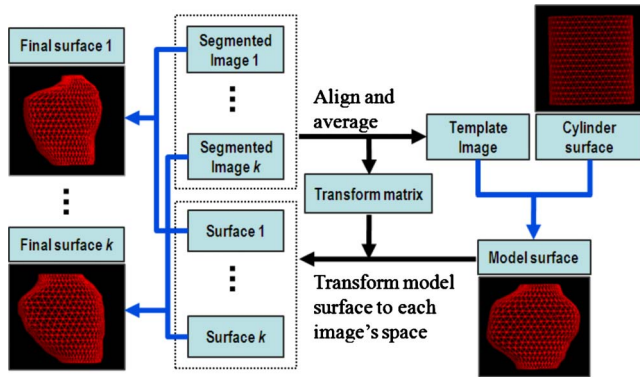 Final surface 1
Segmented
Image 1
Align and
average
Segmented
Image k
Template
Image
Cylinder
surface
Transform matrix
Final surface k
Surface 1
Model surface
Transform model
surface to each
image's space
Surface k